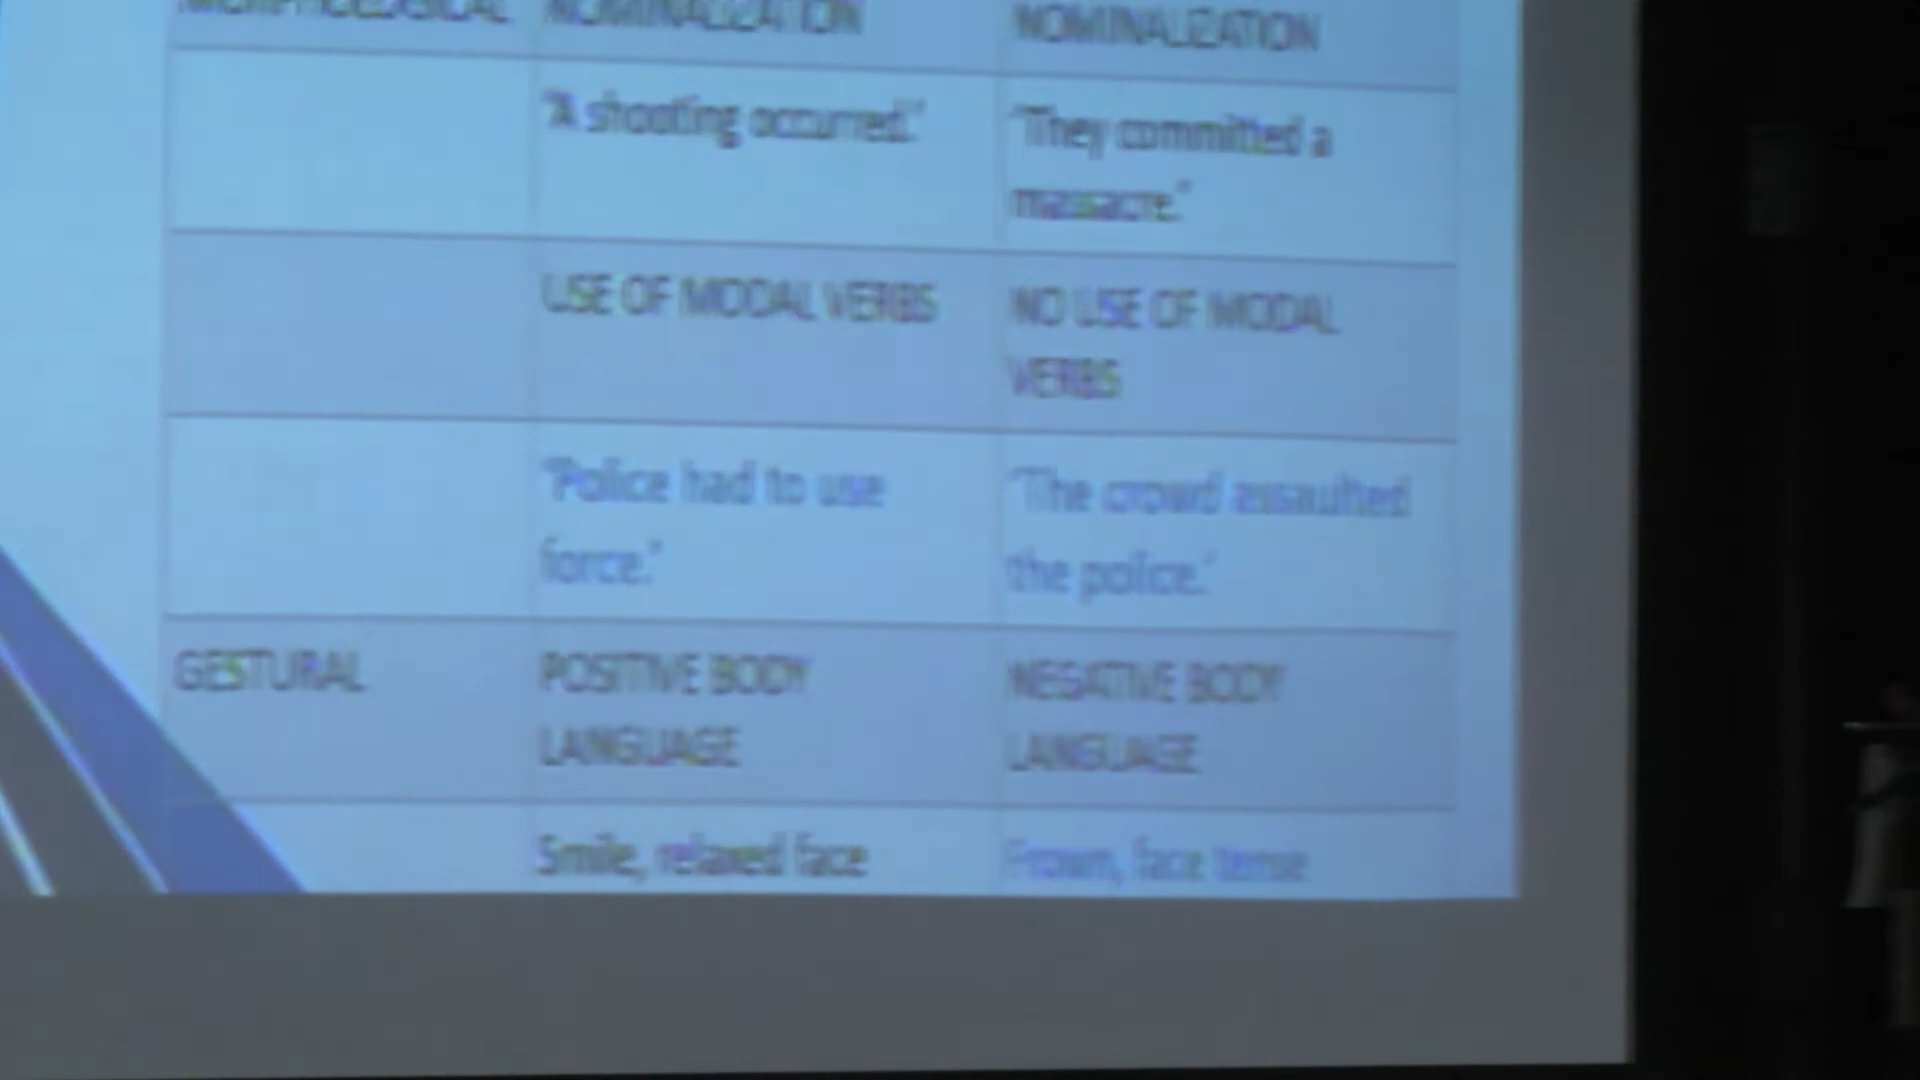 MORPHOLOGICAL NOMINALIZATION NOMINALIZATION
"A shooting occurred." "They committed a
massacre."
USE OF MODAL VERBS NO USE OF MODAL
VERBS
"Police had to use "The crowd assaulted
force." the police."
GESTURAL POSITIVE BODY NEGATIVE BODY
LANGUAGE LANGUAGE
Smile, relaxed face Frown, face tense